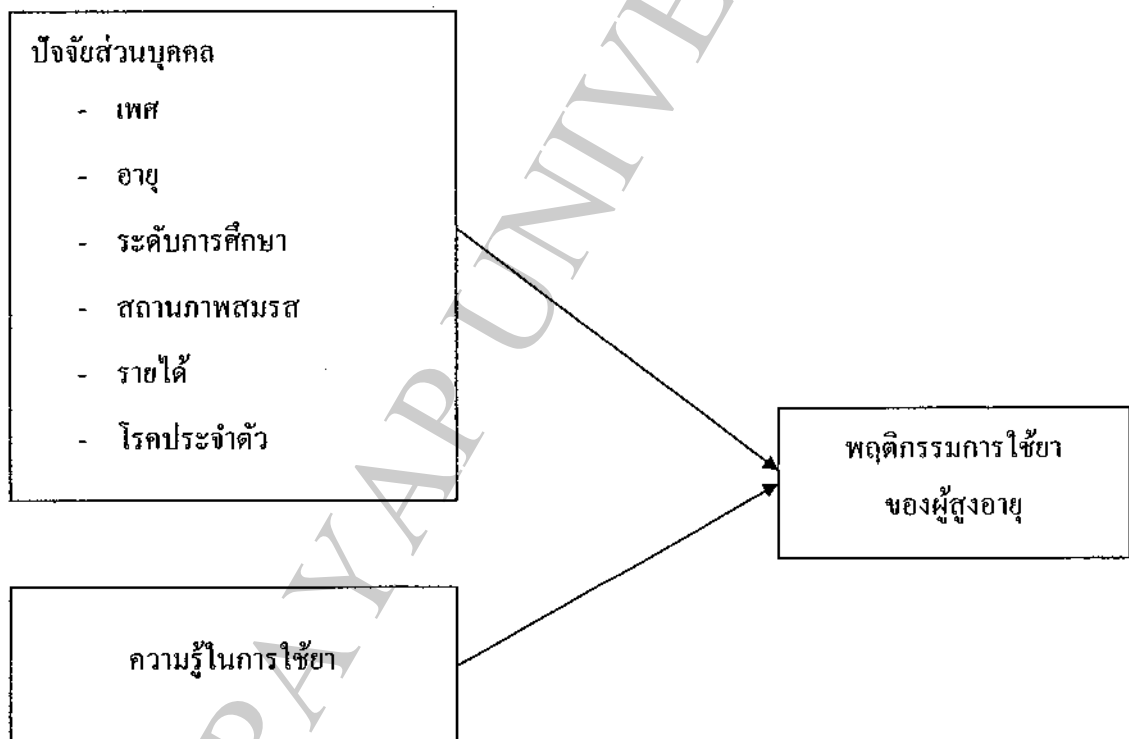 ปัจจัยส่วนบุคคล
- เพศ
- อายุ
- ระดับการศึกษา
- สถานภาพสมรส
- รายได้
- โรคประจำตัว
พฤติกรรมการใช้ยา
ของผู้สูงอายุ
ความรู้ในการใช้ยา
PAYAP UNIVE